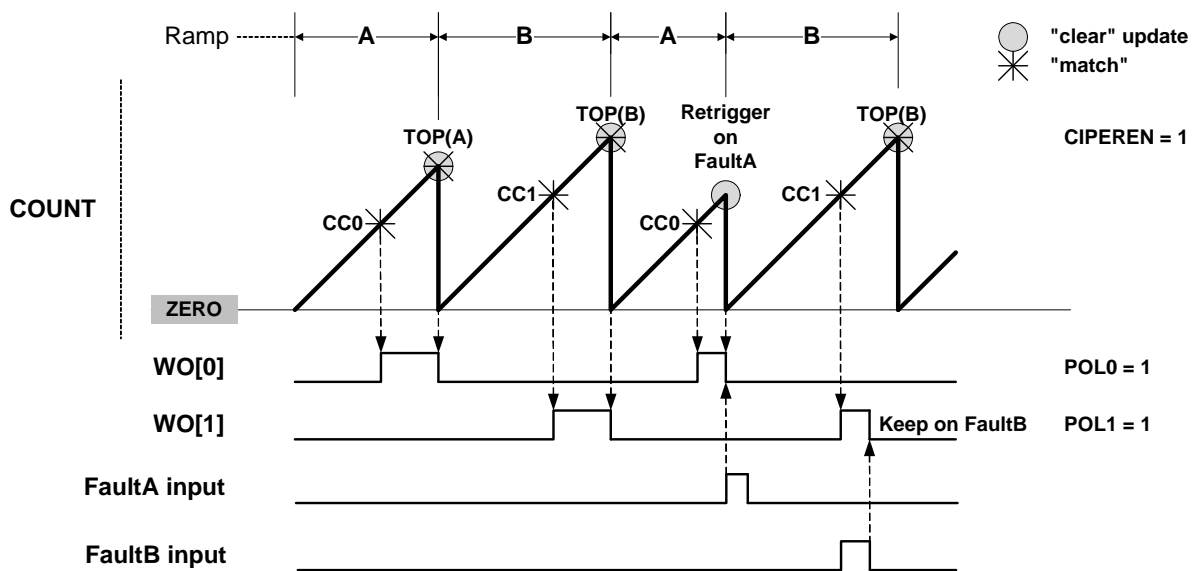 Ramp A B A B
"clear" update
"match"
TOP(A)
TOP(B)
Retrigger
on
FaultA
TOP(B)
CIPEREN = 1
COUNT
CC0
CC1
CC0
CC1
ZERO
WO[0]
POL0 = 1
WO[1]
Keep on FaultB
POL1 = 1
FaultA input
FaultB input